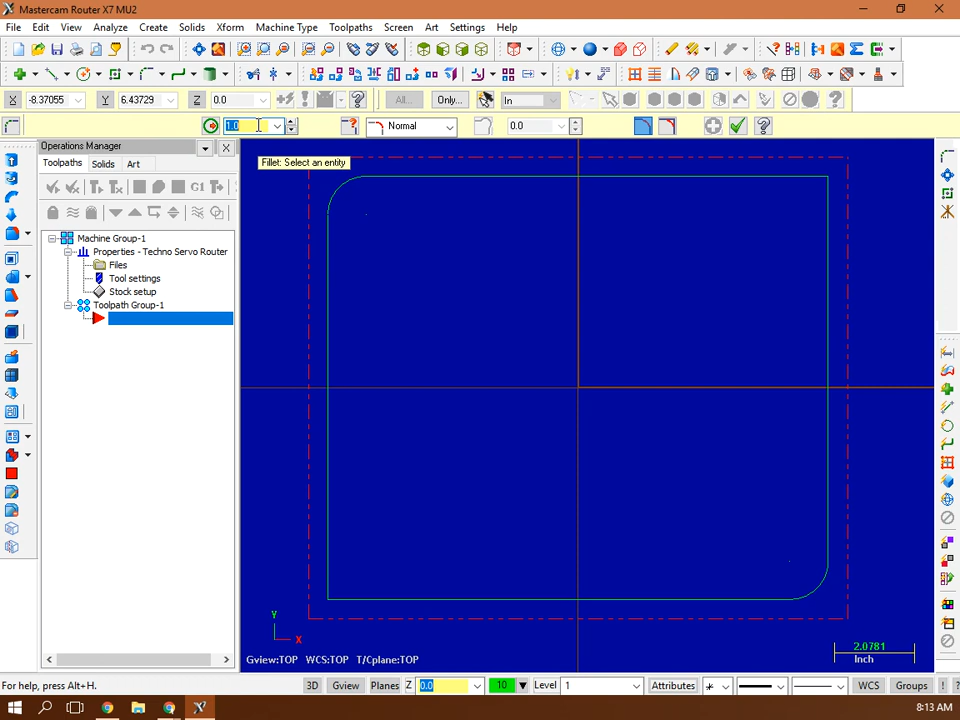 Mastercam Router X7 MU2
File Edit View Analyze Create Solids Xform Machine Type Toolpaths Screen Art Settings Help
X -8.37055 Y 6.43729 Z 0.0 All... Only... In
1.0 Normal 0.0
Operations Manager
Fillet: Select an entity
Toolpaths Solids Art
G1
Machine Group-1
Properties - Techno Servo Router
Files
Tool settings
Stock setup
Toolpath Group-1
Y
X
2.0781
Inch
Gview:TOP WCS:TOP T/Cplane:TOP
For help, press Alt+H. 3D Gview Planes Z 0.0 10 Level 1 Attributes WCS Groups !
8:13 AM